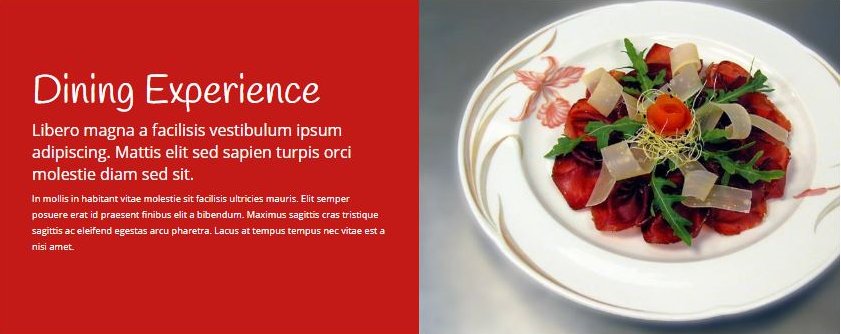 Dining Experience
Libero magna a facilisis vestibulum ipsum
adipiscing. Mattis elit sed sapien turpis orci
molestie diam sed sit.
In mollis in habitant vitae molestie sit facilisis ultricies mauris. Elit semper
posuere erat id praesent finibus elit a bibendum. Maximus sagittis cras tristique
sagittis ac eleifend egestas arcu pharetra. Lacus at tempus tempus nec vitae est a
nisi amet.